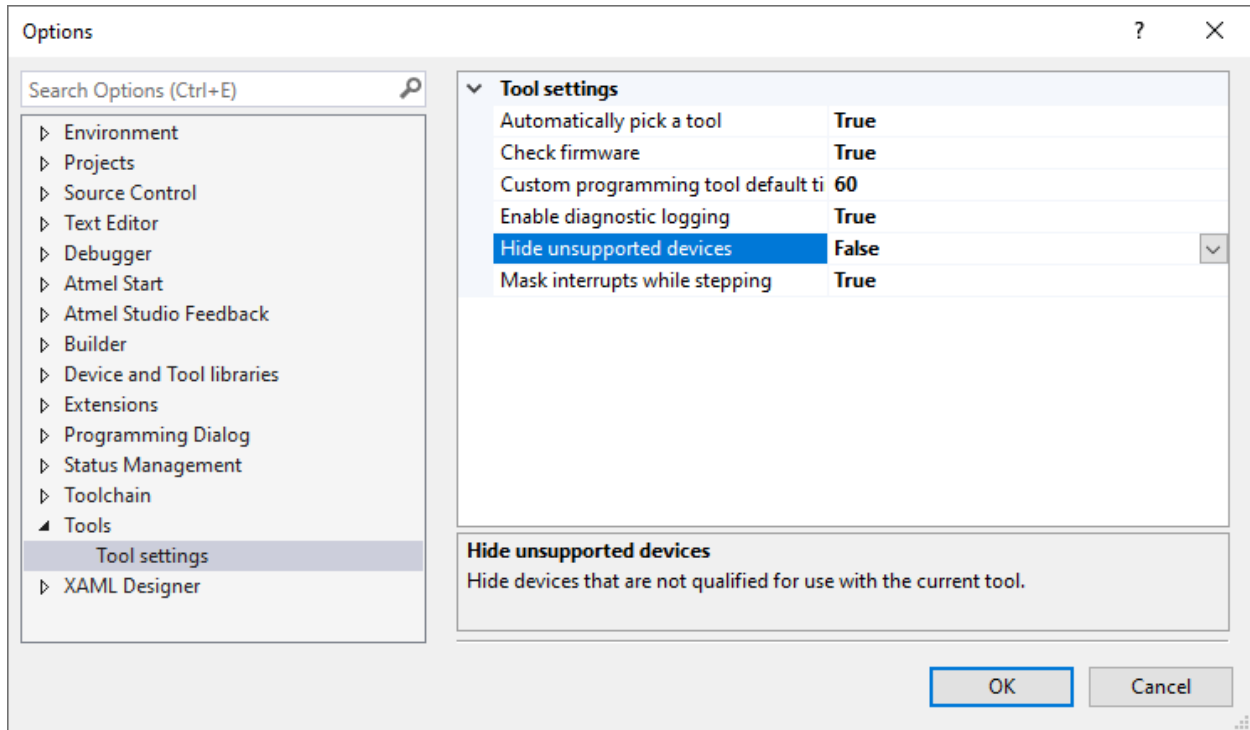 Options
?
Search Options (Ctrl+E)
Environment
Projects
Source Control
Text Editor
Debugger
Atmel Start
Atmel Studio Feedback
Builder
Device and Tool libraries
Extensions
Programming Dialog
Status Management
Toolchain
Tools
Tool settings
XAML Designer
Tool settings
Automatically pick a tool True
Check firmware True
Custom programming tool default ti 60
Enable diagnostic logging True
Hide unsupported devices False
Mask interrupts while stepping True
Hide unsupported devices
Hide devices that are not qualified for use with the current tool.
OK
Cancel